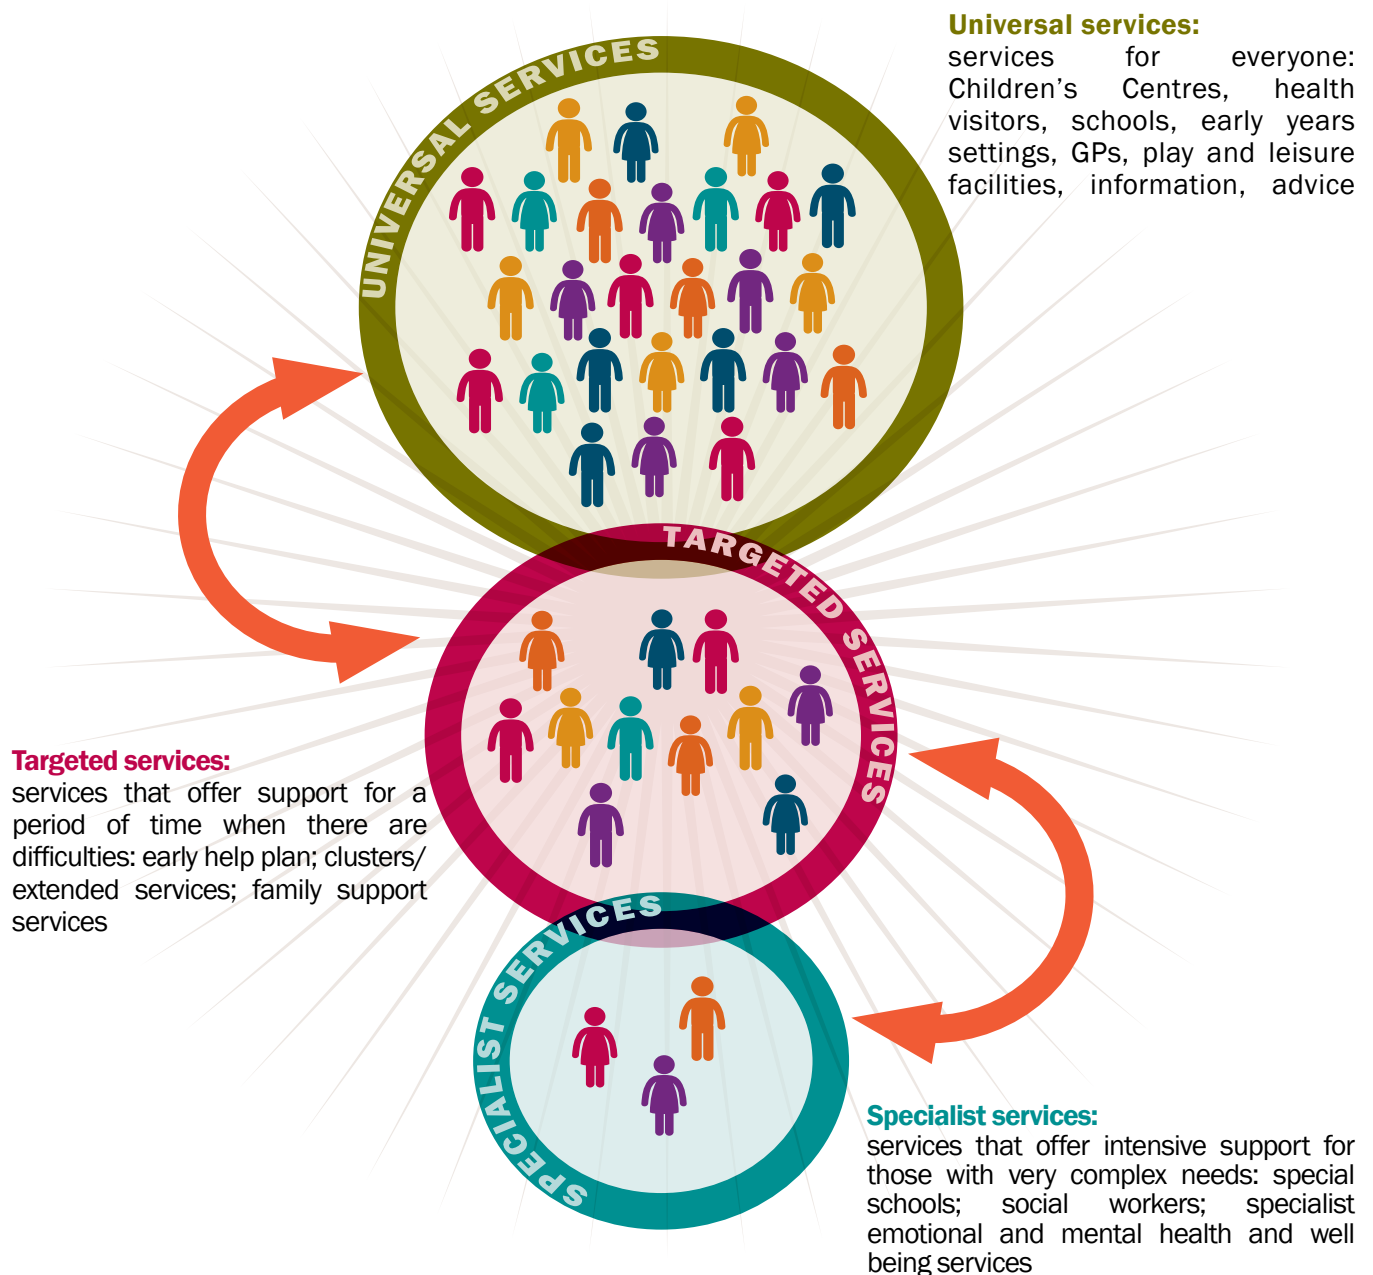 UNIVERSAL SERVICES
Universal services:
services for everyone:
Children's Centres, health
visitors, schools, early years
settings, GPs, play and leisure
facilities, information, advice
TARGETED SERVICES
Targeted services:
services that offer support for a
period of time when there are
difficulties: early help plan; clusters/
extended services; family support
services
SPECIALIST SERVICES
Specialist services:
services that offer intensive support for
those with very complex needs: special
schools; social workers; specialist
emotional and mental health and well
being services